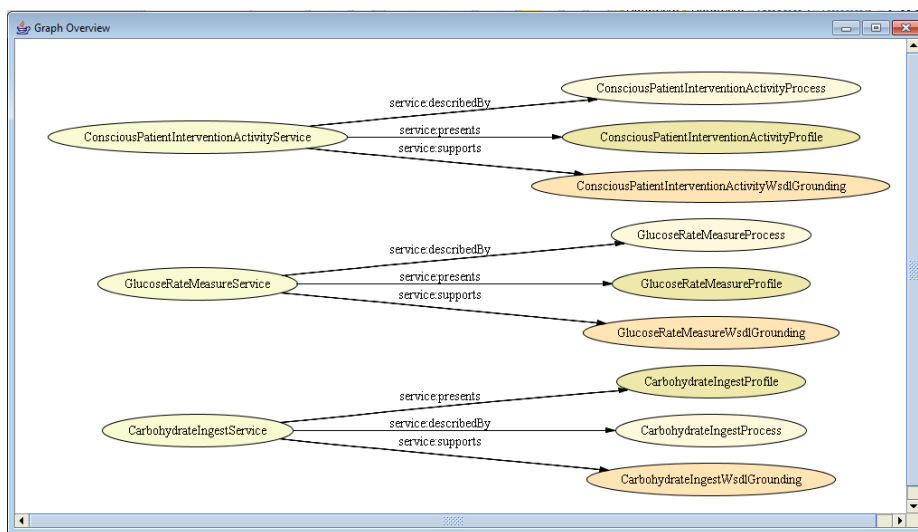 Graph Overview
ConsciousPatientInterventionActivityProcess
service:describedBy
ConsciousPatientInterventionActivityService
service:presents
ConsciousPatientInterventionActivityProfile
service:supports
ConsciousPatientInterventionActivityWsdlGrounding
GlucoseRateMeasureProcess
service:describedBy
GlucoseRateMeasureService
service:presents
GlucoseRateMeasureProfile
service:supports
GlucoseRateMeasureWsdlGrounding
CarbohydrateIngestProfile
service:presents
CarbohydrateIngestService
service:describedBy
CarbohydrateIngestProcess
service:supports
CarbohydrateIngestWsdlGrounding